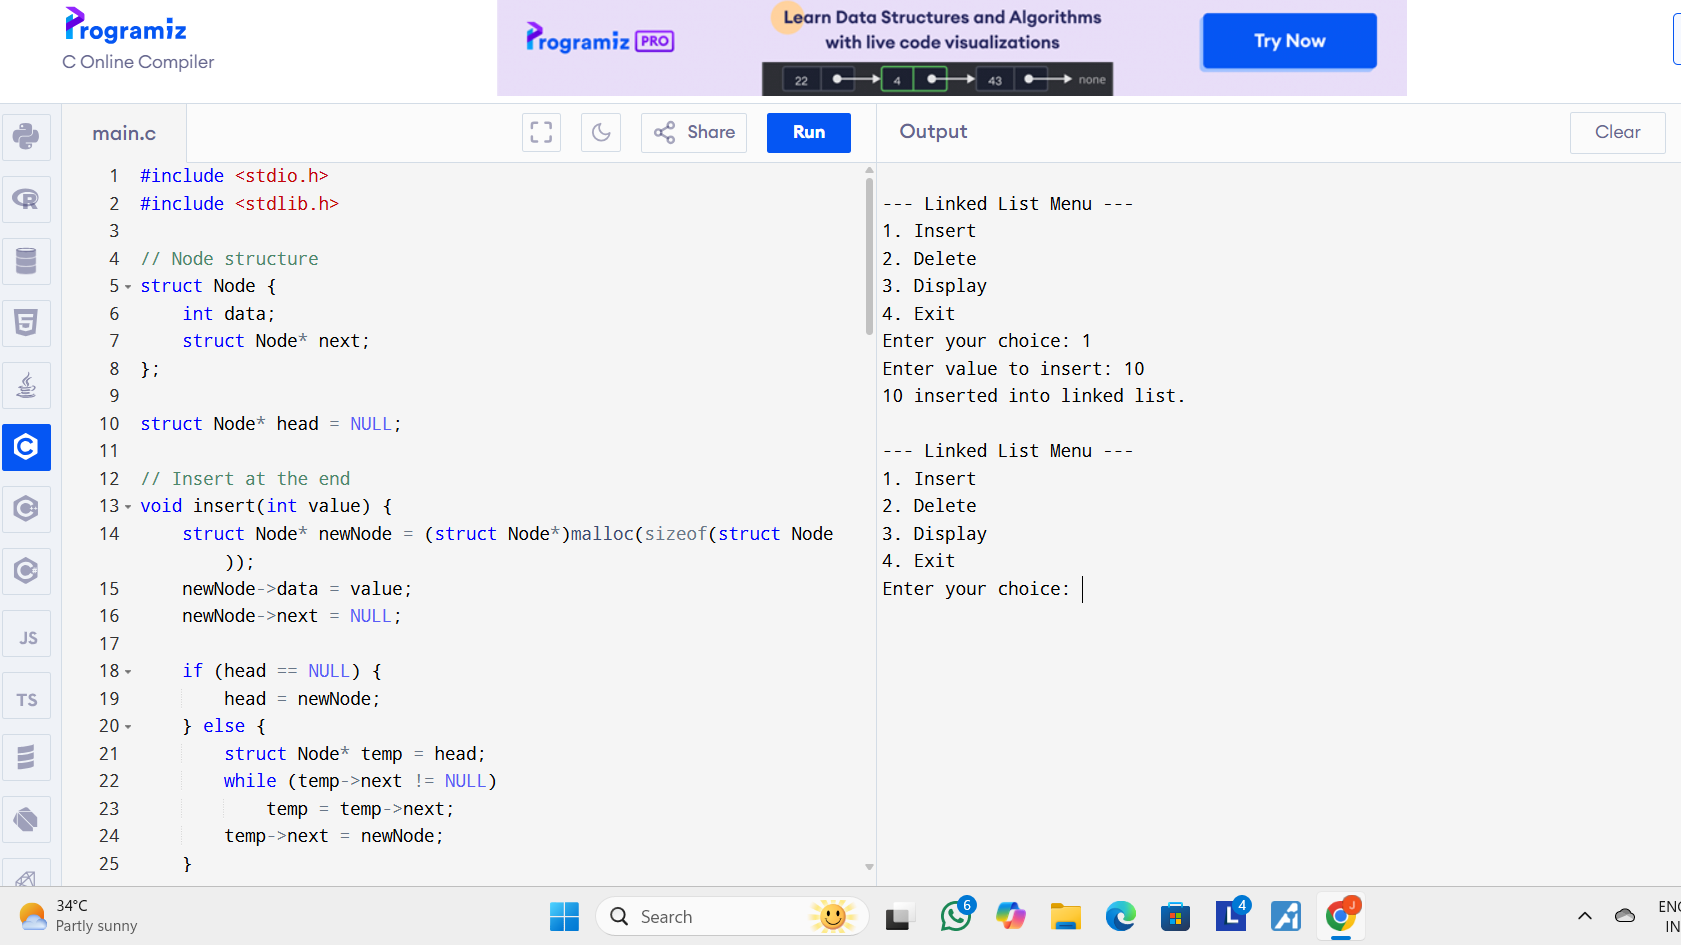 Programiz
C Online Compiler
Programiz PRO
Learn Data Structures and Algorithms
with live code visualizations
22 4 43 none
Try Now
main.c
Share
Run
Output
Clear
1 #include <stdio.h>
2 #include <stdlib.h>
3
4 // Node structure
5 struct Node {
6 int data;
7 struct Node* next;
8 };
9
10 struct Node* head = NULL;
11
12 // Insert at the end
13 void insert(int value) {
14 struct Node* newNode = (struct Node*)malloc(sizeof(struct Node
));
15 newNode->data = value;
16 newNode->next = NULL;
17
18 if (head == NULL) {
19 head = newNode;
20 } else {
21 struct Node* temp = head;
22 while (temp->next != NULL)
23 temp = temp->next;
24 temp->next = newNode;
25 }
--- Linked List Menu ---
1. Insert
2. Delete
3. Display
4. Exit
Enter your choice: 1
Enter value to insert: 10
10 inserted into linked list.
--- Linked List Menu ---
1. Insert
2. Delete
3. Display
4. Exit
Enter your choice:
JS
TS
34°C
Partly sunny
Search
6
L
4
J
ENG
IN